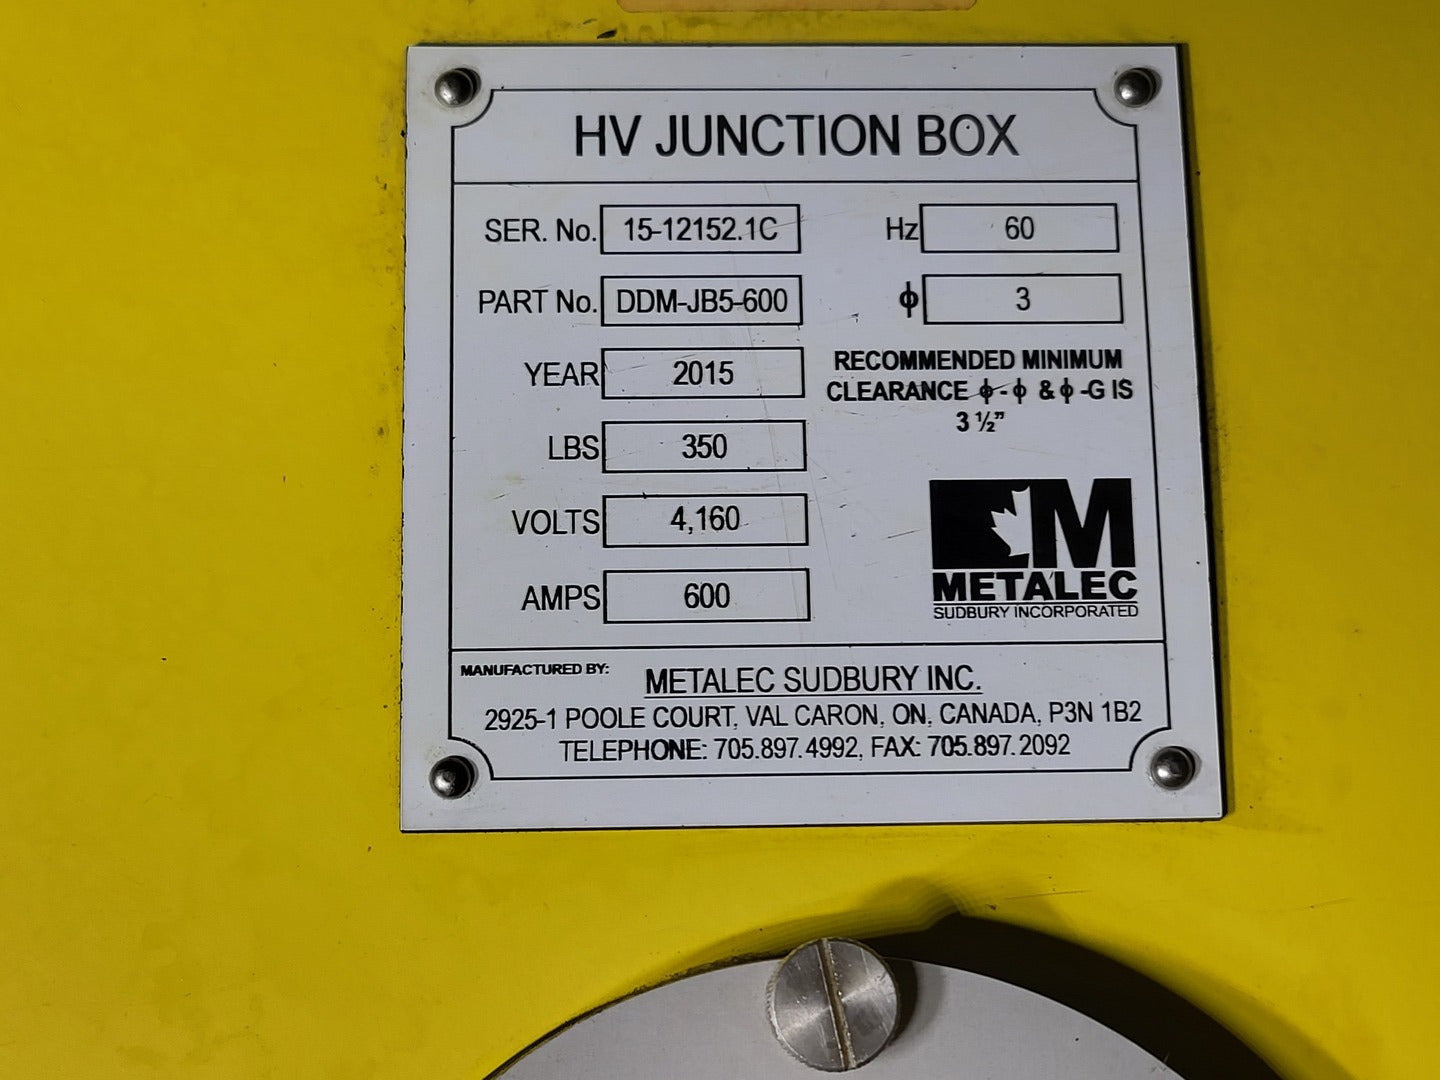 HV JUNCTION BOX
SER. No. 15-12152.1C
PART No. DDM-JB5-600
YEAR 2015
LBS 350
VOLTS 4,160
AMPS 600
Hz 60
ϕ 3
RECOMMENDED MINIMUM
CLEARANCE ϕ-ϕ & ϕ-G IS
3 ½”
M
METALEC
SUDBURY INCORPORATED
MANUFACTURED BY: METALEC SUDBURY INC.
2925-1 POOLE COURT, VAL CARON, ON, CANADA, P3N 1B2
TELEPHONE: 705.897.4992, FAX: 705.897.2092